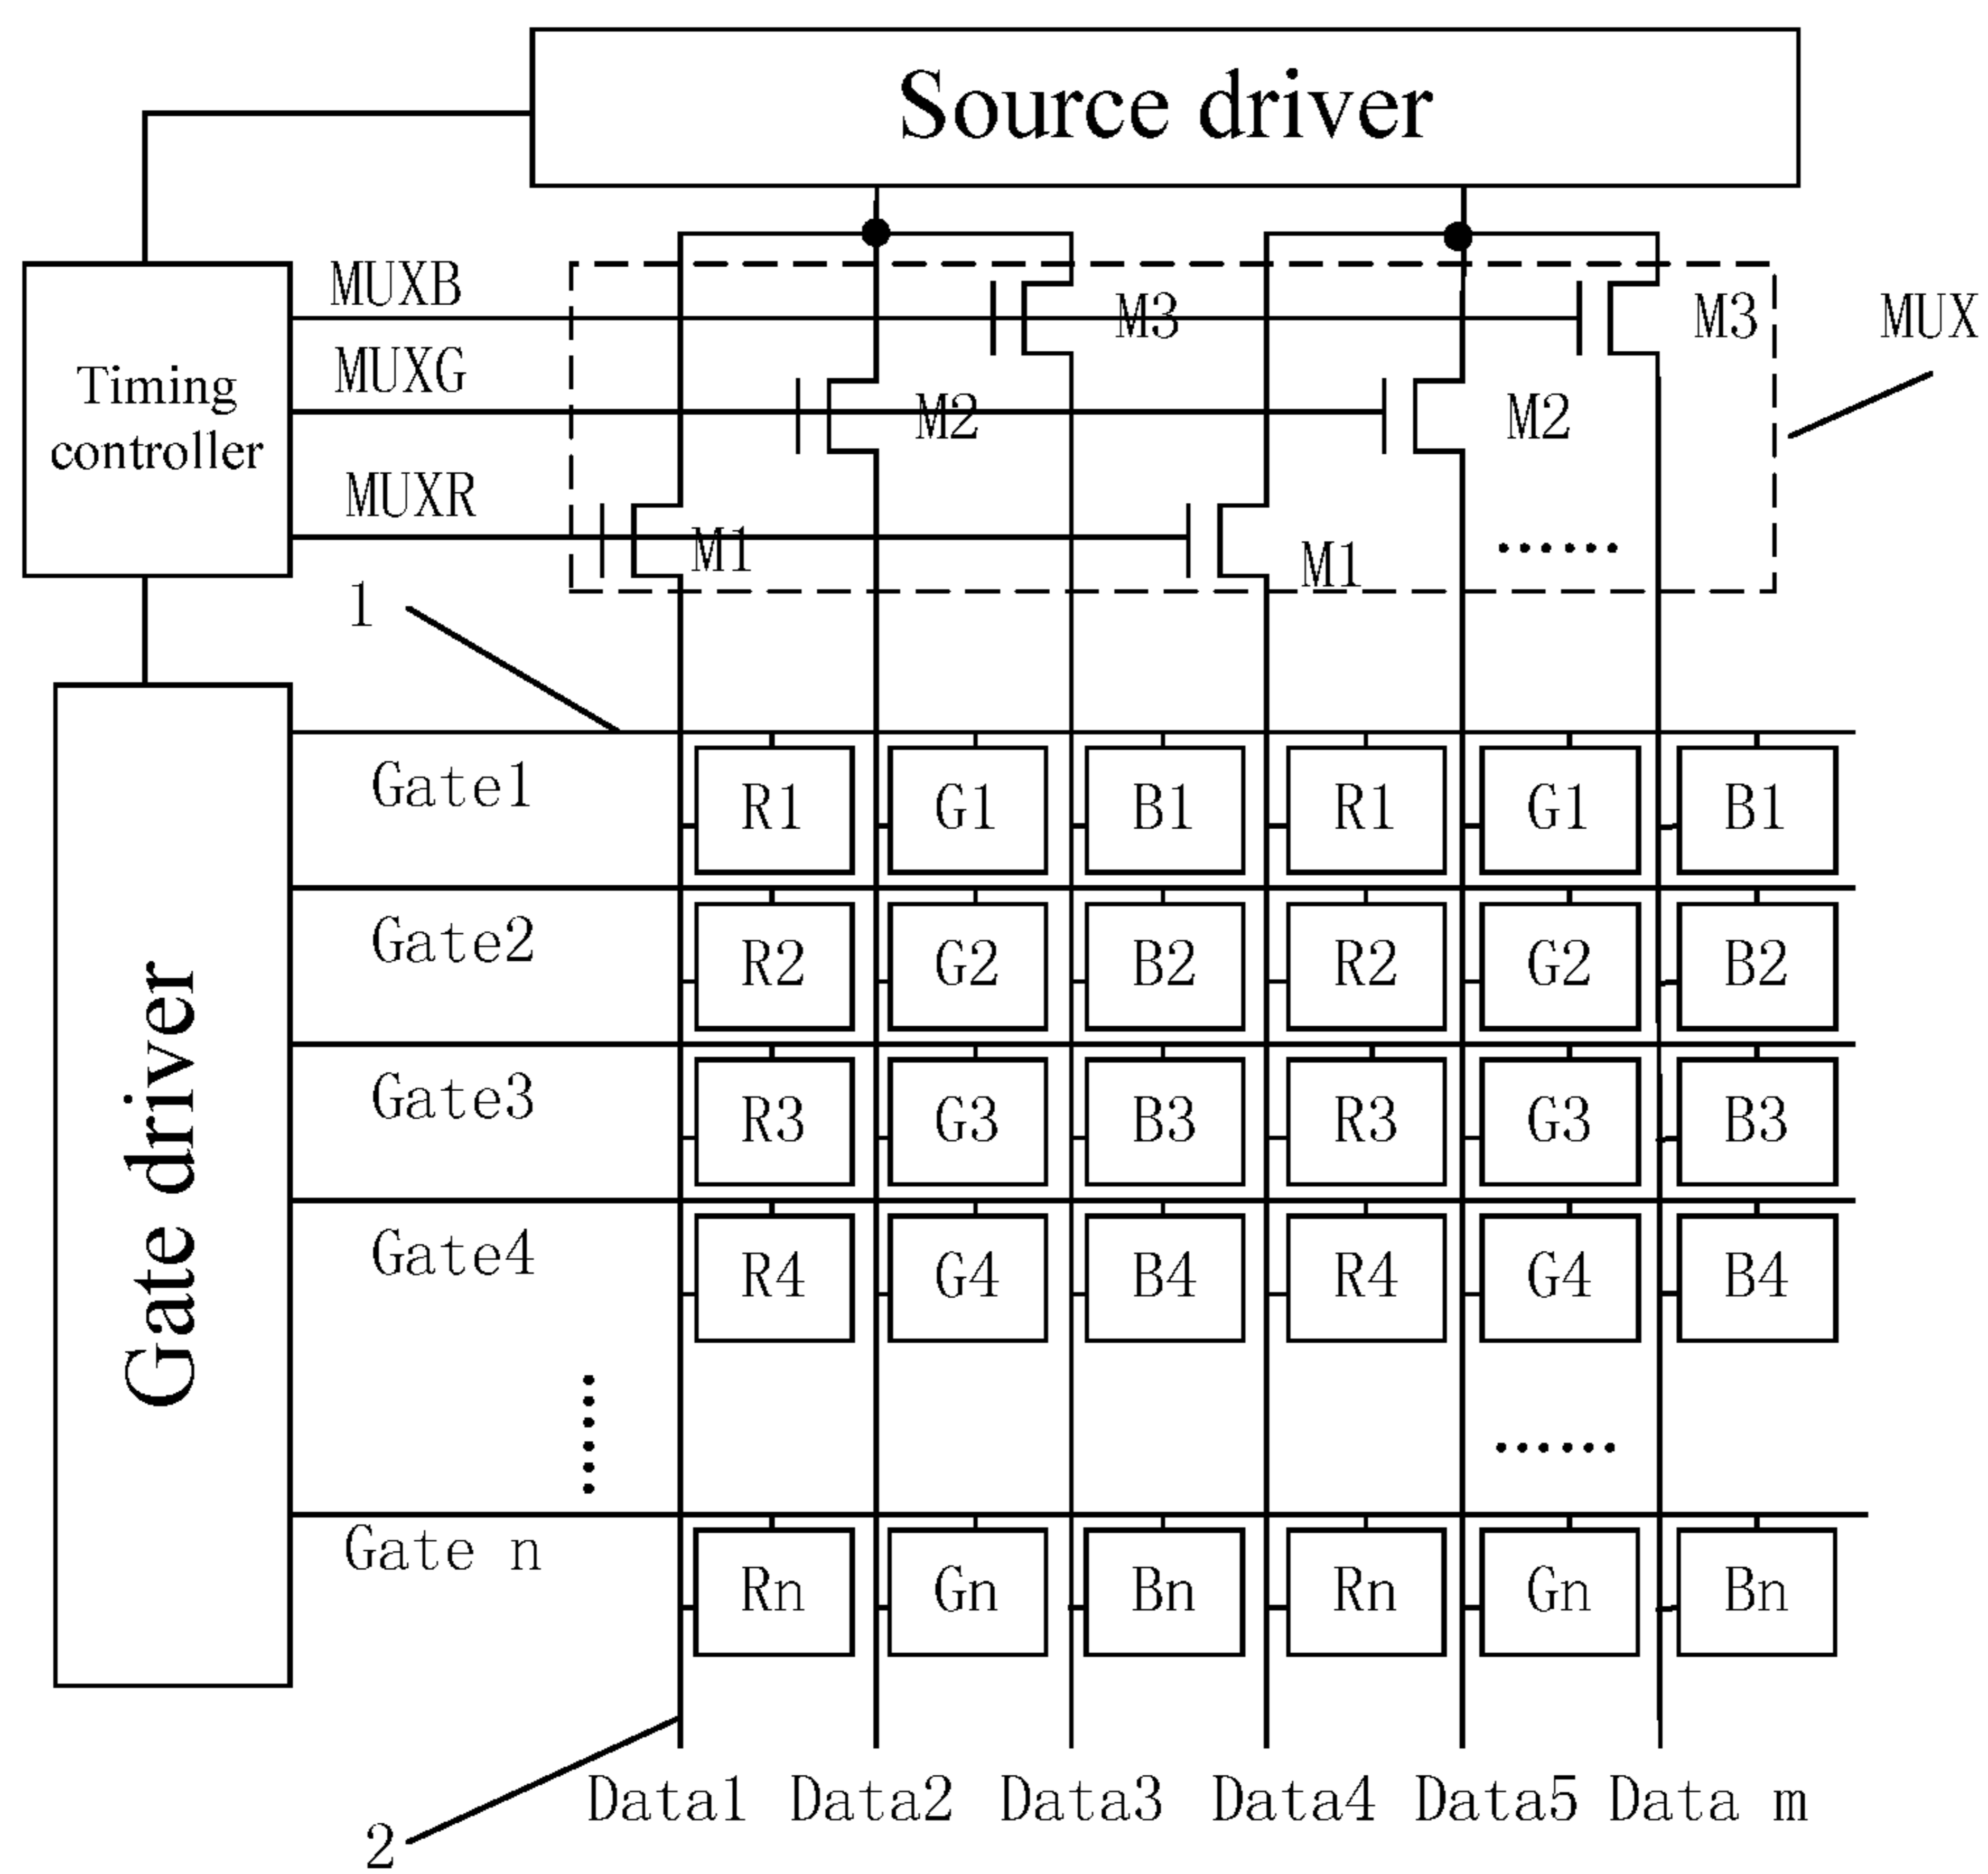 Source driver
MUXB
M3
M3
MUX
Timing
controller
MUXG
M2
M2
MUXR
M1
M1
......
1
Gate1
R1 G1 B1 R1 G1 B1
Gate2
R2 G2 B2 R2 G2 B2
Gate3
R3 G3 B3 R3 G3 B3
Gate4
R4 G4 B4 R4 G4 B4
Gate driver
......
......
Gate n
Rn Gn Bn Rn Gn Bn
Data1 Data2 Data3 Data4 Data5 Data m
2